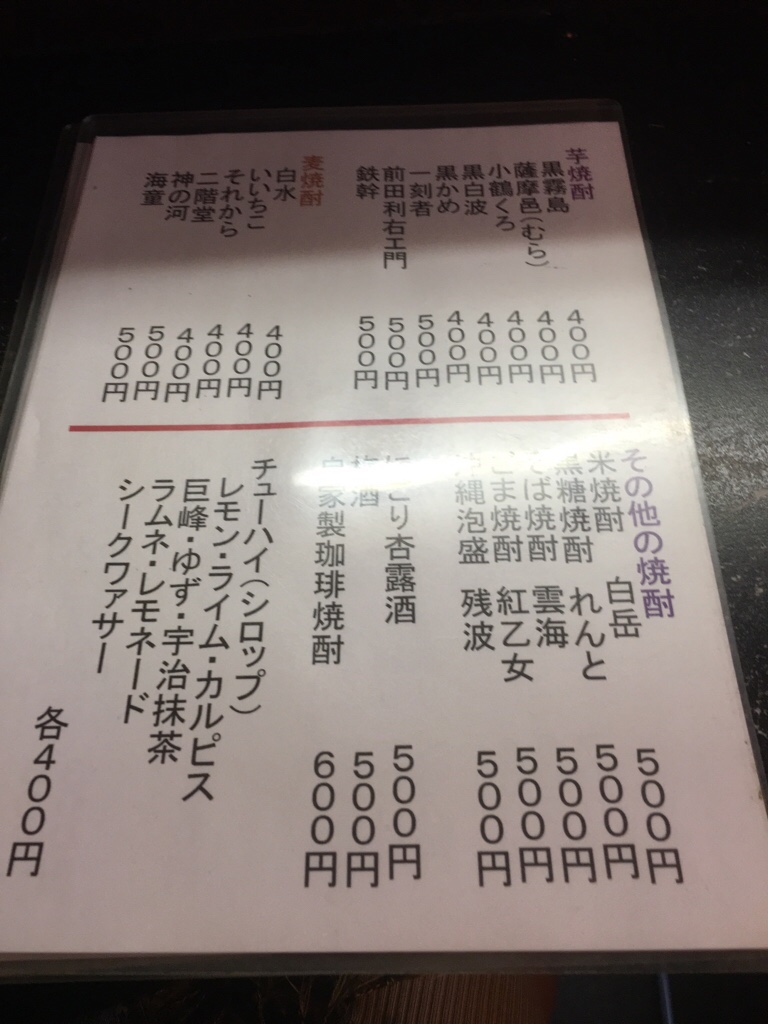 芋焼酎
黒霧島 400円
薩摩邑(むら) 400円
小鶴くろ 400円
黒白波 400円
黒かめ 400円
一刻者 500円
前田利右エ門 500円
鉄幹 500円
麦焼酎
白水 400円
いいちこ 400円
それから 400円
二階堂 400円
神の河 500円
海童 500円
その他の焼酎
米焼酎 白岳 500円
黒糖焼酎 れんと 500円
そば焼酎 雲海 500円
ごま焼酎 紅乙女 500円
沖縄泡盛 残波 500円
にごり杏露酒 500円
梅酒 500円
自家製珈琲焼酎 600円
チューハイ(シロップ)
レモン・ライム・カルピス
巨峰・ゆず・宇治抹茶
ラムネ・レモネード
シークワァサー
各400円